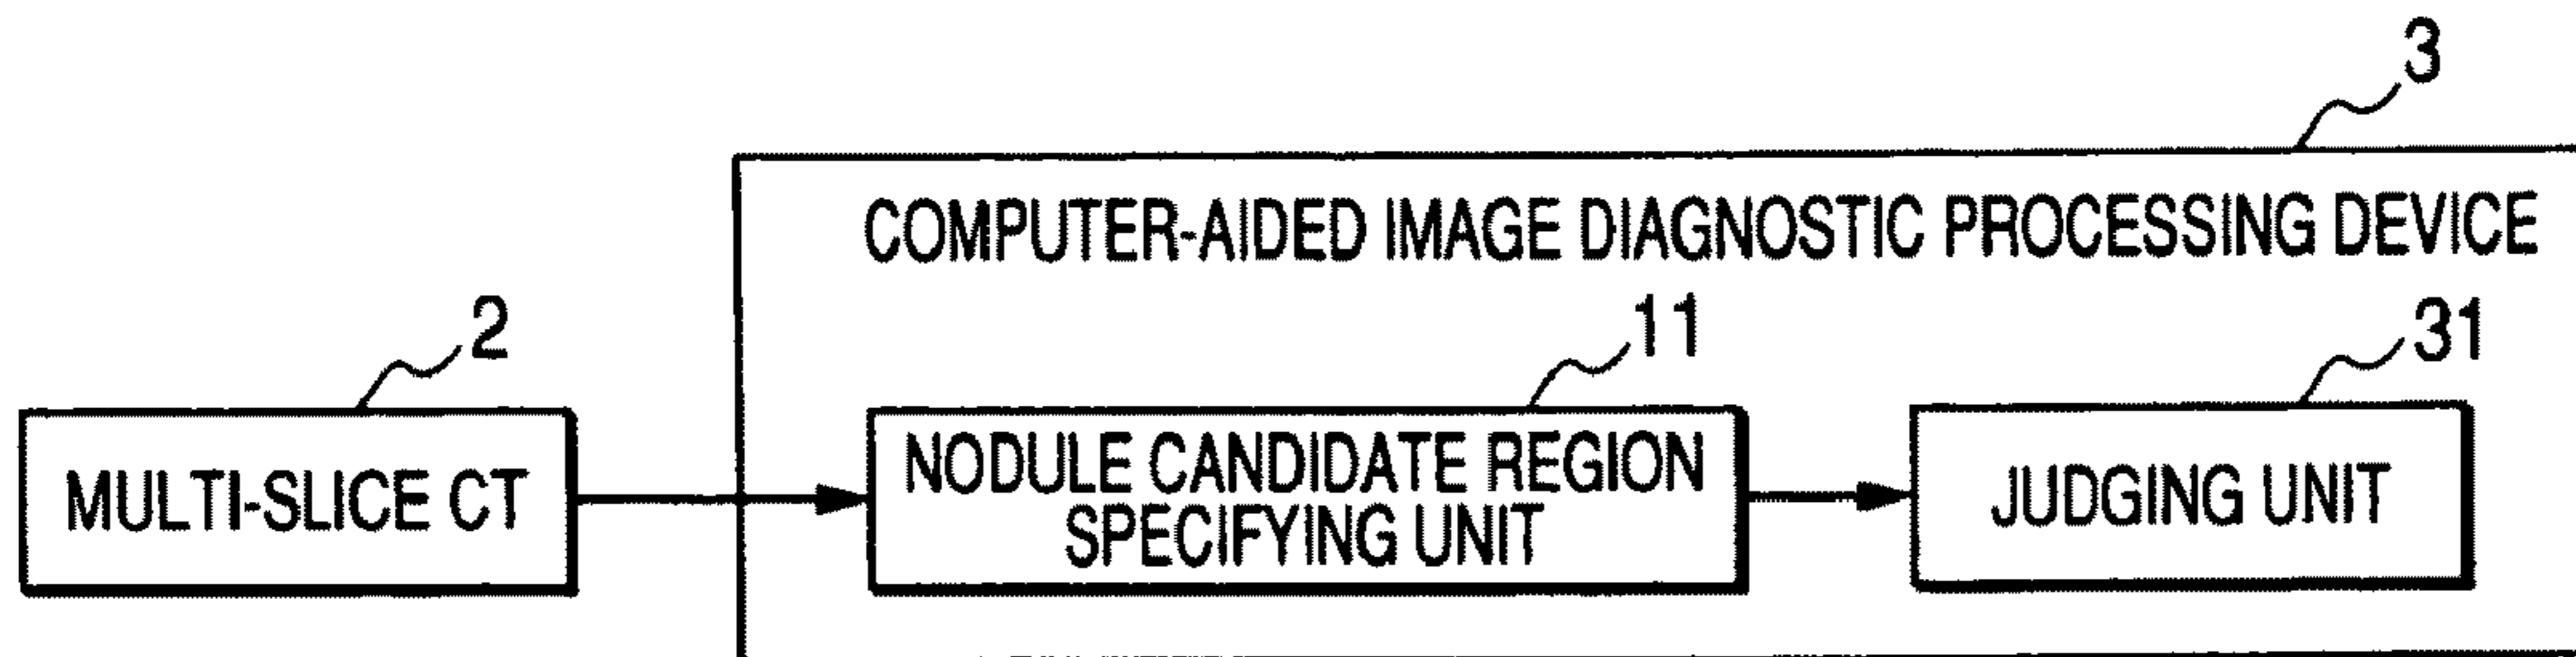 3
COMPUTER-AIDED IMAGE DIAGNOSTIC PROCESSING DEVICE
2
11
31
MULTI-SLICE CT
NODULE CANDIDATE REGION
SPECIFYING UNIT
JUDGING UNIT